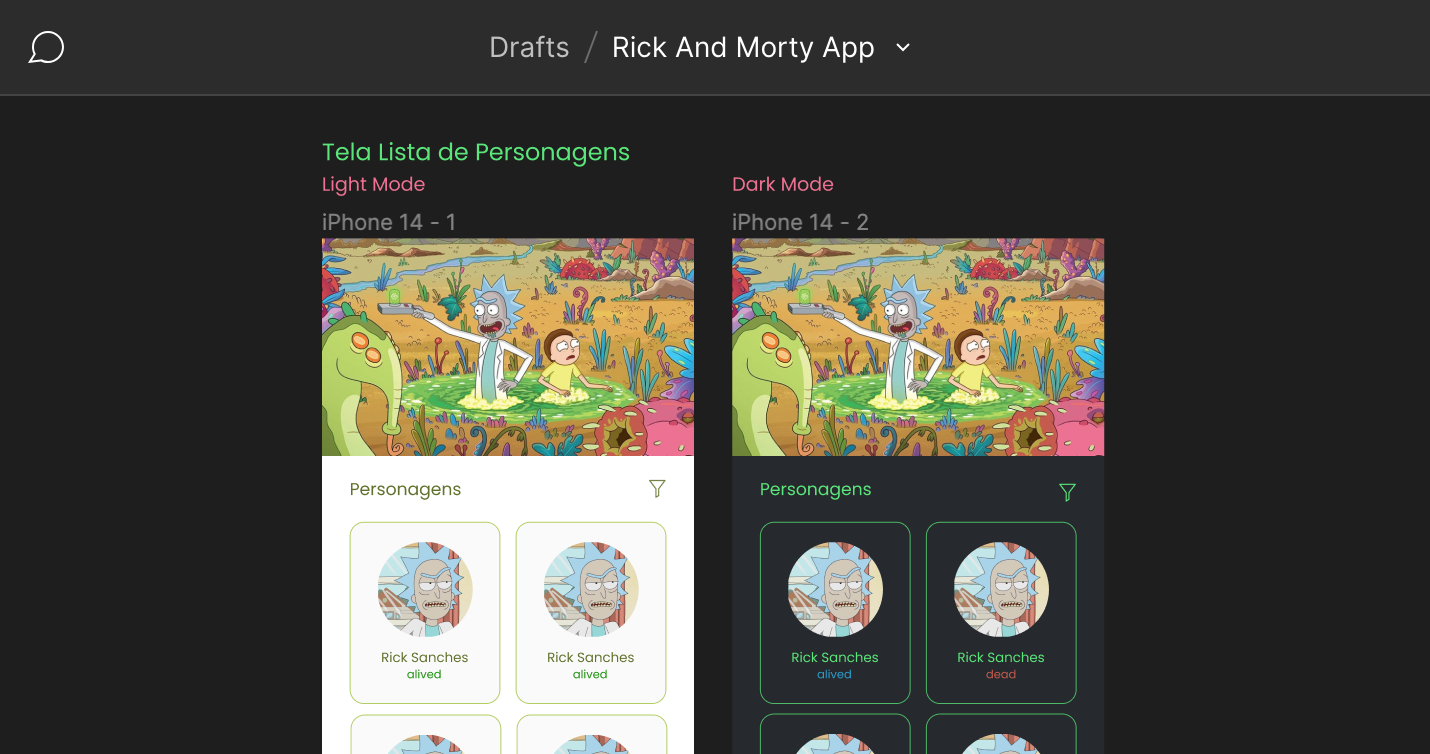 Drafts / Rick And Morty App
Tela Lista de Personagens
Light Mode
Dark Mode
iPhone 14 - 1
iPhone 14 - 2
Personagens
Personagens
Rick Sanches
alived
Rick Sanches
alived
Rick Sanches
alived
Rick Sanches
dead